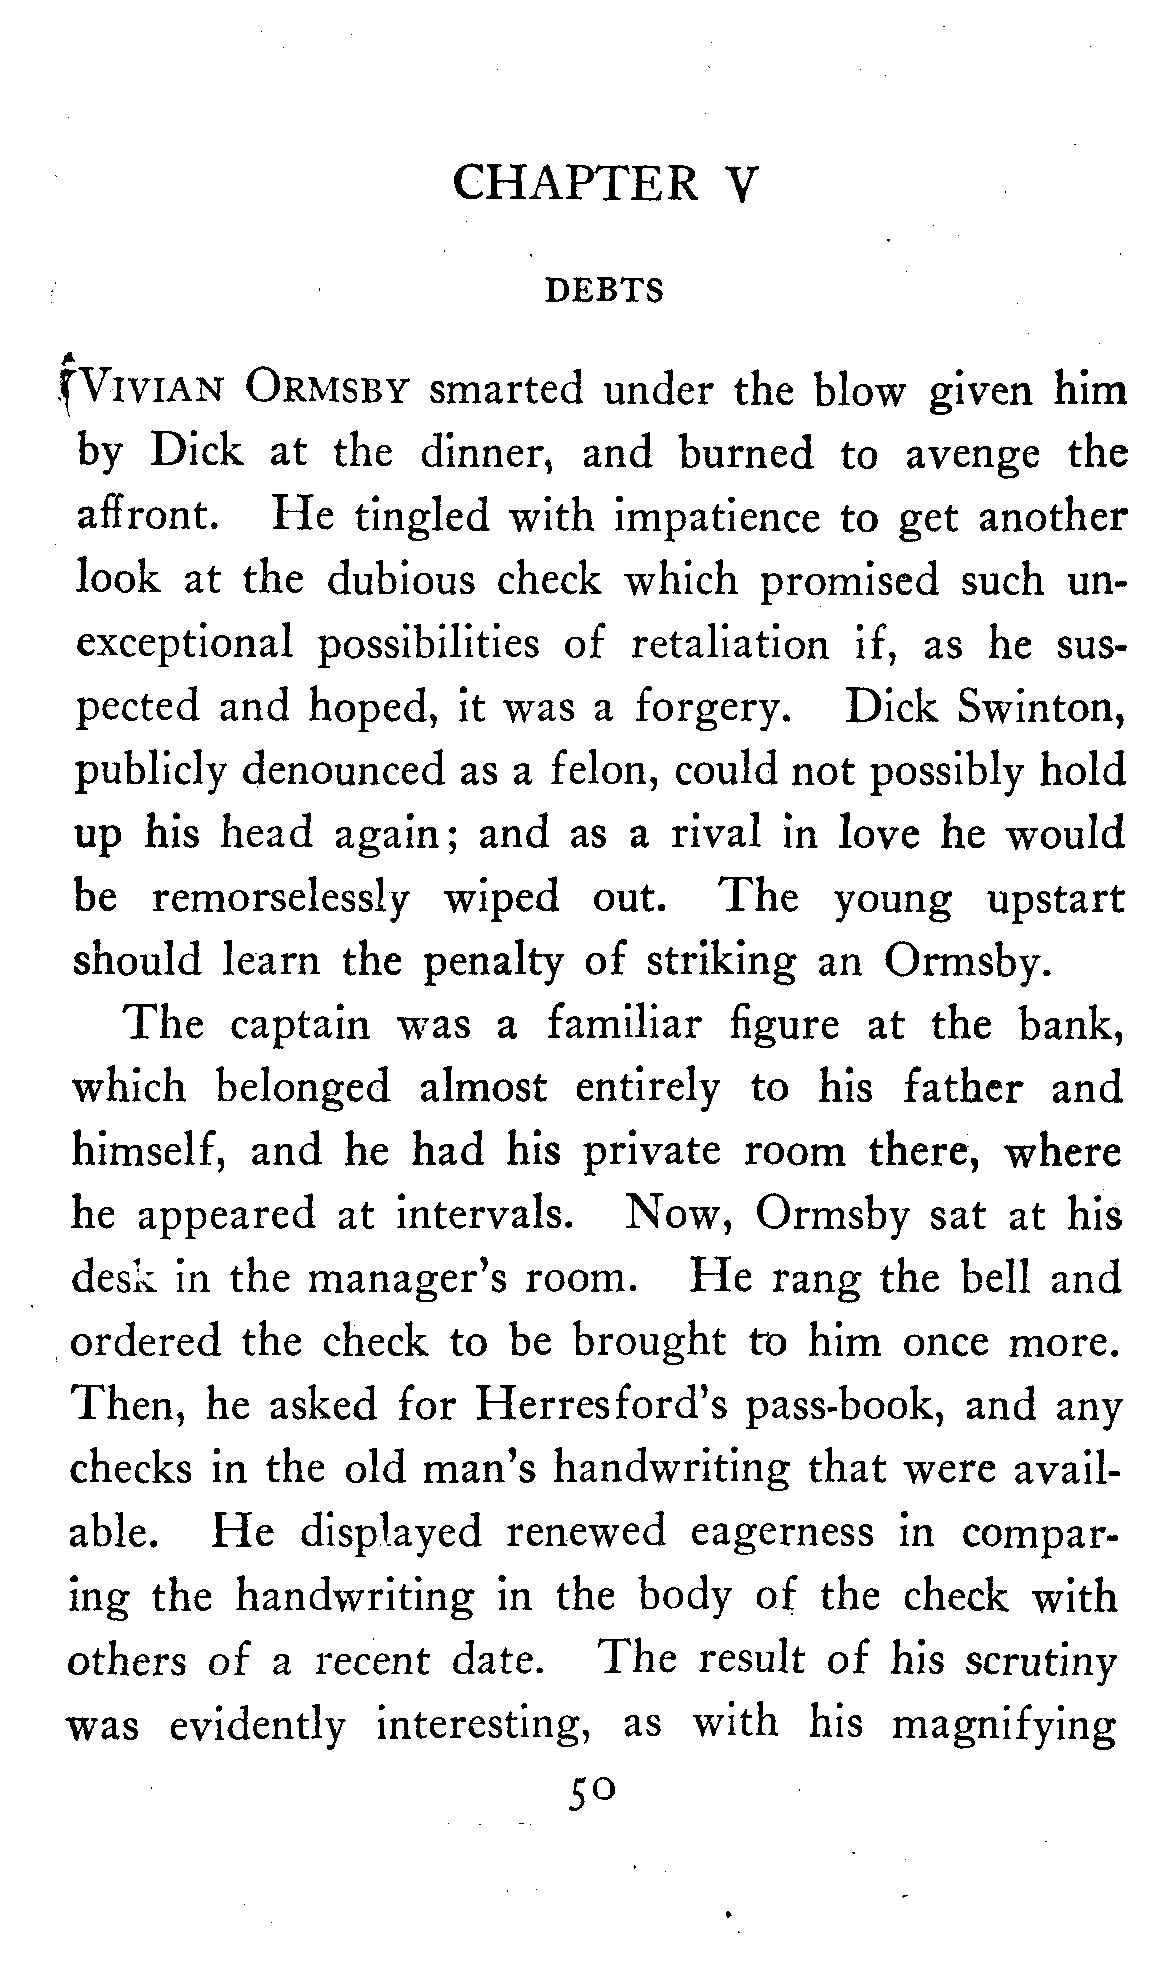 CHAPTER V
DEBTS
VIVIAN ORMSBY smarted under the blow given him
by Dick at the dinner, and burned to avenge the
affront. He tingled with impatience to get another
look at the dubious check which promised such un-
exceptional possibilities of retaliation if, as he sus-
pected and hoped, it was a forgery. Dick Swinton,
publicly denounced as a felon, could not possibly hold
up his head again; and as a rival in love he would
be remorselessly wiped out. The young upstart
should learn the penalty of striking an Ormsby.
The captain was a familiar figure at the bank,
which belonged almost entirely to his father and
himself, and he had his private room there, where
he appeared at intervals. Now, Ormsby sat at his
desk in the manager's room. He rang the bell and
ordered the check to be brought to him once more.
Then, he asked for Herresford's pass-book, and any
checks in the old man's handwriting that were avail-
able. He displayed renewed eagerness in compar-
ing the handwriting in the body of the check with
others of a recent date. The result of his scrutiny
was evidently interesting, as with his magnifying
50